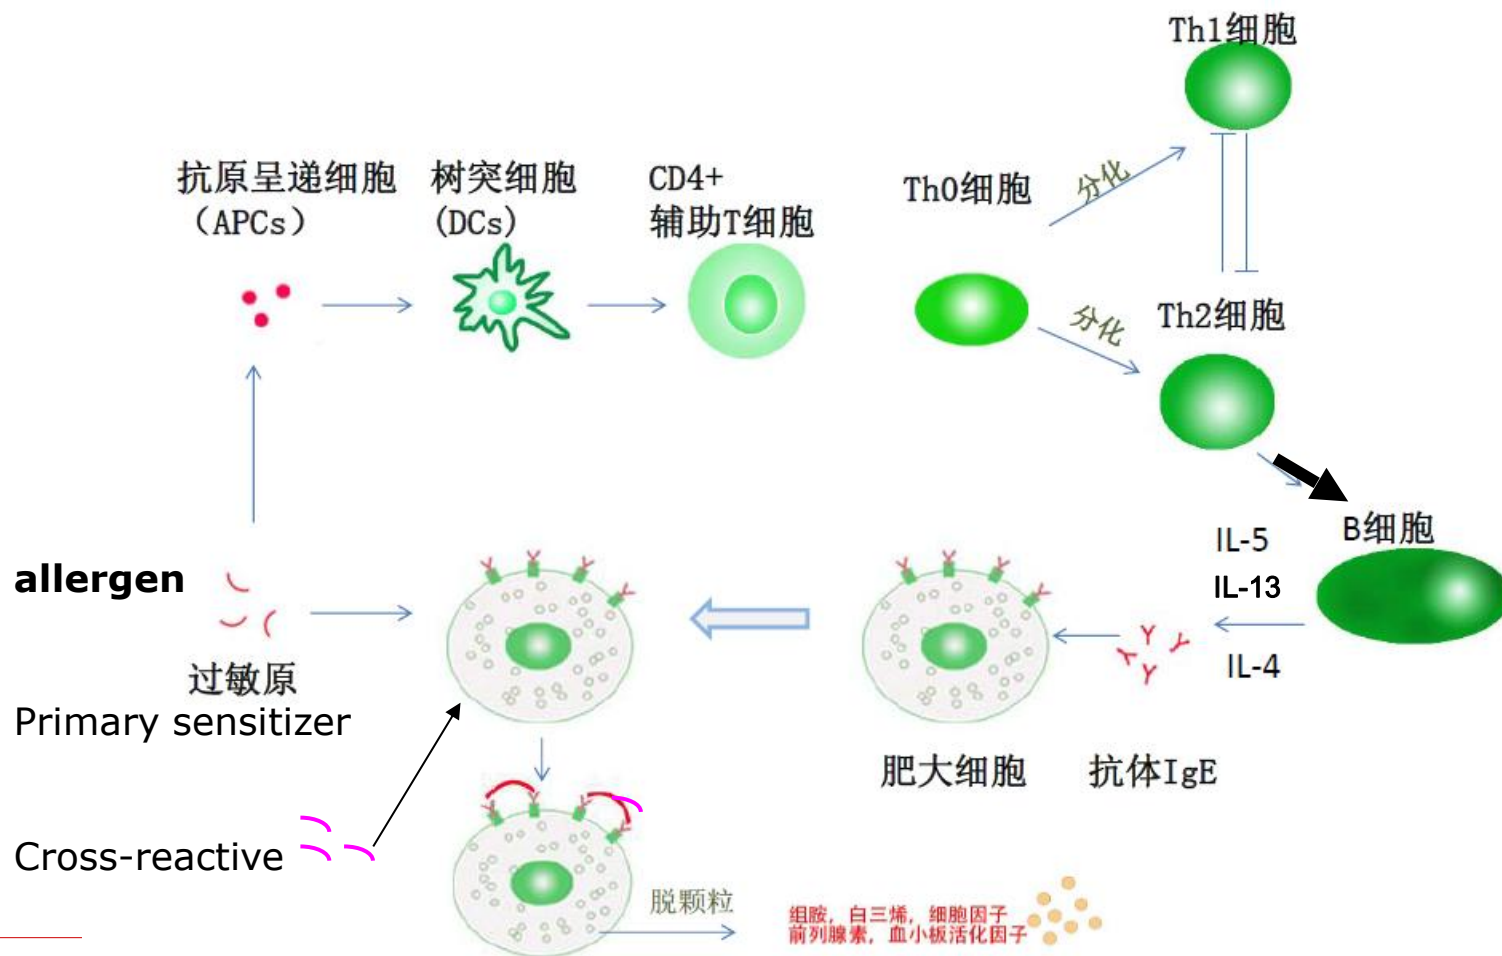 Th1细胞
抗原呈递细胞
（APCs）
树突细胞
(DCs)
CD4+
辅助T细胞
Th0细胞
分化
分化
Th2细胞
B细胞
IL-5
IL-13
IL-4
allergen
过敏原
Primary sensitizer
肥大细胞
抗体IgE
Cross-reactive
脱颗粒
组胺，白三烯，细胞因子
前列腺素，血小板活化因子